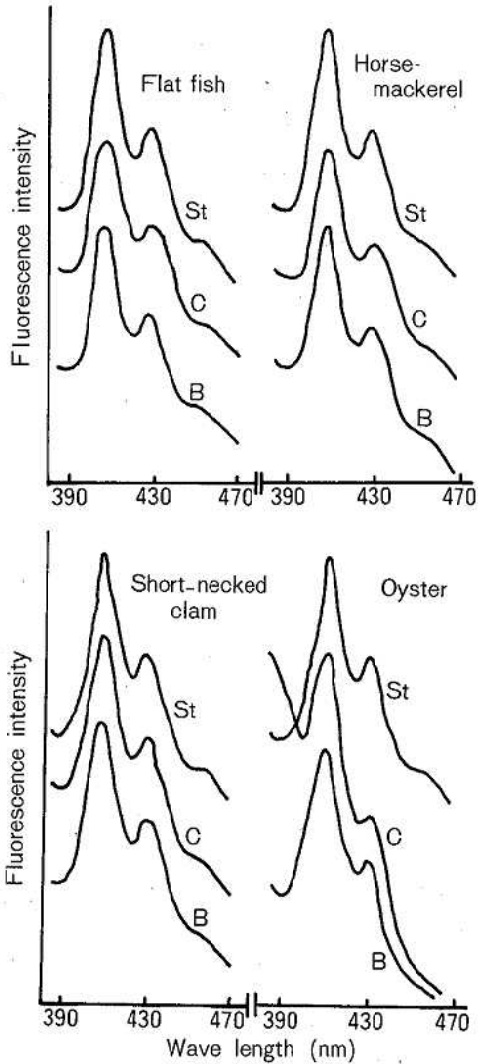 Fluorescence intensity
Flat fish
St
C
B
Horse-
mackerel
St
C
B
390 430 470 390 430 470
Fluorescence intensity
Short-necked
clam
St
C
B
Oyster
St
C
B
390 430 470 390 430 470
Wave length (nm)